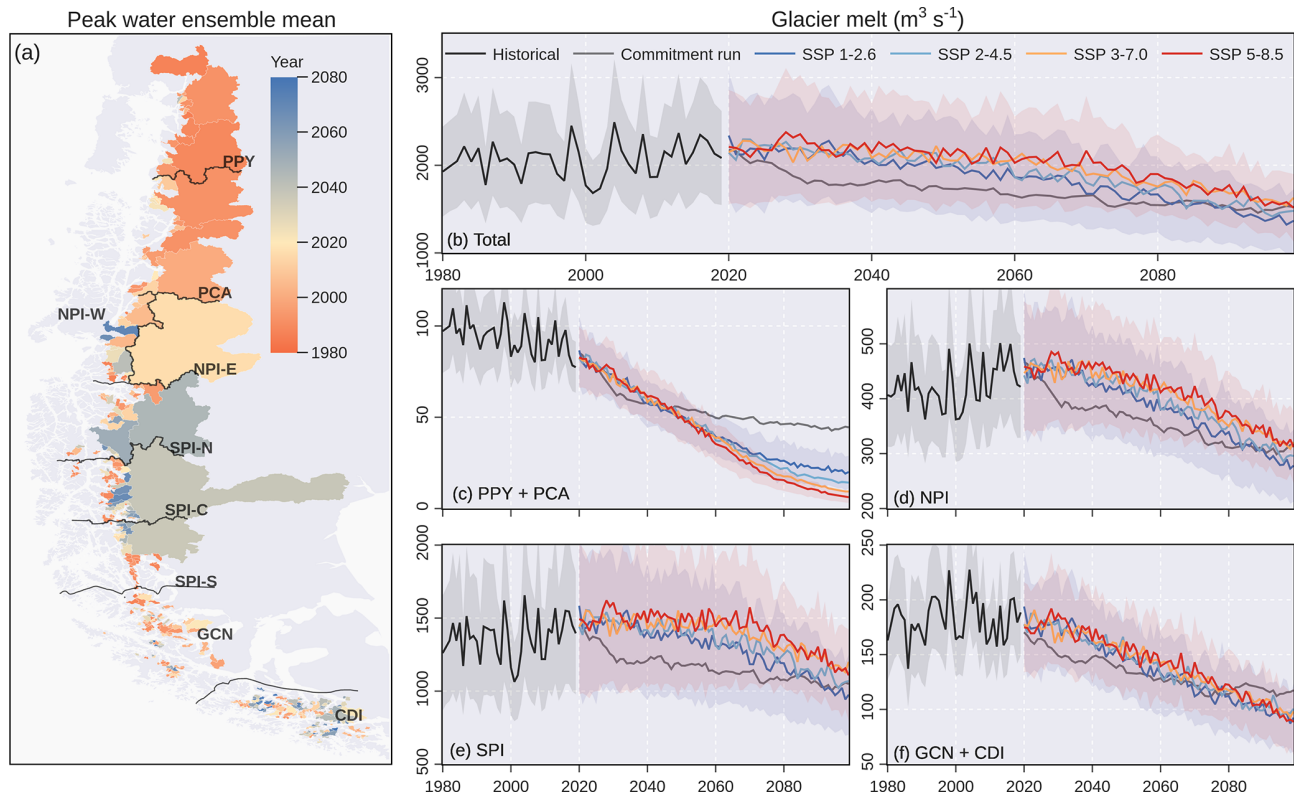 Peak water ensemble mean
(a)
Year
2080
2060
2040
2020
2000
1980
PPY
PCA
NPI-W
NPI-E
SPI-N
SPI-C
SPI-S
GCN
CDI
Glacier melt (m³ s⁻¹)
Historical
Commitment run
SSP 1-2.6
SSP 2-4.5
SSP 3-7.0
SSP 5-8.5
3000
2000
1000
(b) Total
1980 2000 2020 2040 2060 2080
100
50
0
(c) PPY + PCA
500
400
300
200
(d) NPI
2000
1500
1000
500
(e) SPI
1980 2000 2020 2040 2060 2080
250
200
150
100
50
(f) GCN + CDI
1980 2000 2020 2040 2060 2080